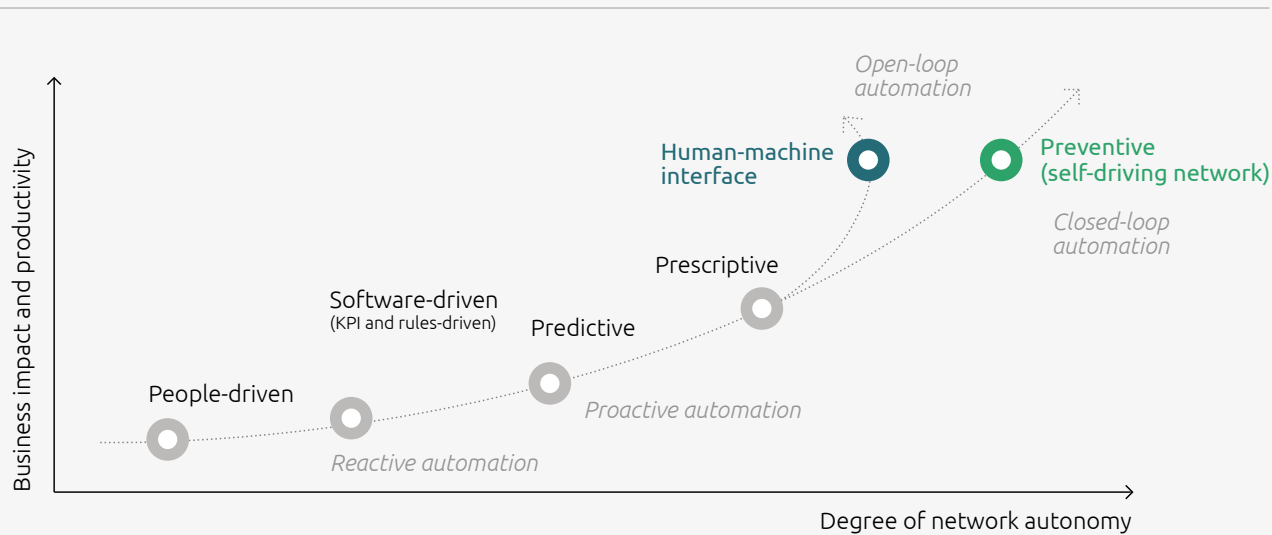 Open-loop
automation
Human-machine
interface
Preventive
(self-driving network)
Closed-loop
automation
Prescriptive
Software-driven
(KPI and rules-driven)
Predictive
People-driven
Proactive automation
Reactive automation
Business impact and productivity
Degree of network autonomy